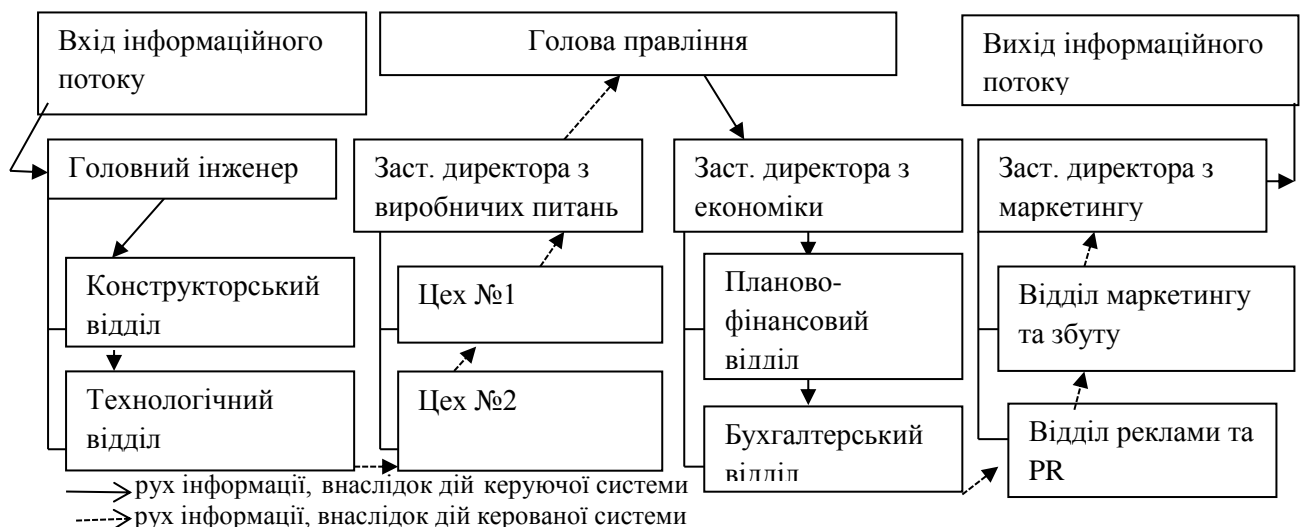 Вхід інформаційного
потоку
Голова правління
Вихід інформаційного
потоку
Головний інженер
Заст. директора з
виробничих питань
Заст. директора з
економіки
Заст. директора з
маркетингу
Конструкторський
відділ
Цех №1
Планово-
фінансовий
відділ
Відділ маркетингу
та збуту
Технологічний
відділ
Цех №2
Бухгалтерський
відділ
Відділ реклами та
PR
рух інформації, внаслідок дій керуючої системи
рух інформації, внаслідок дій керованої системи